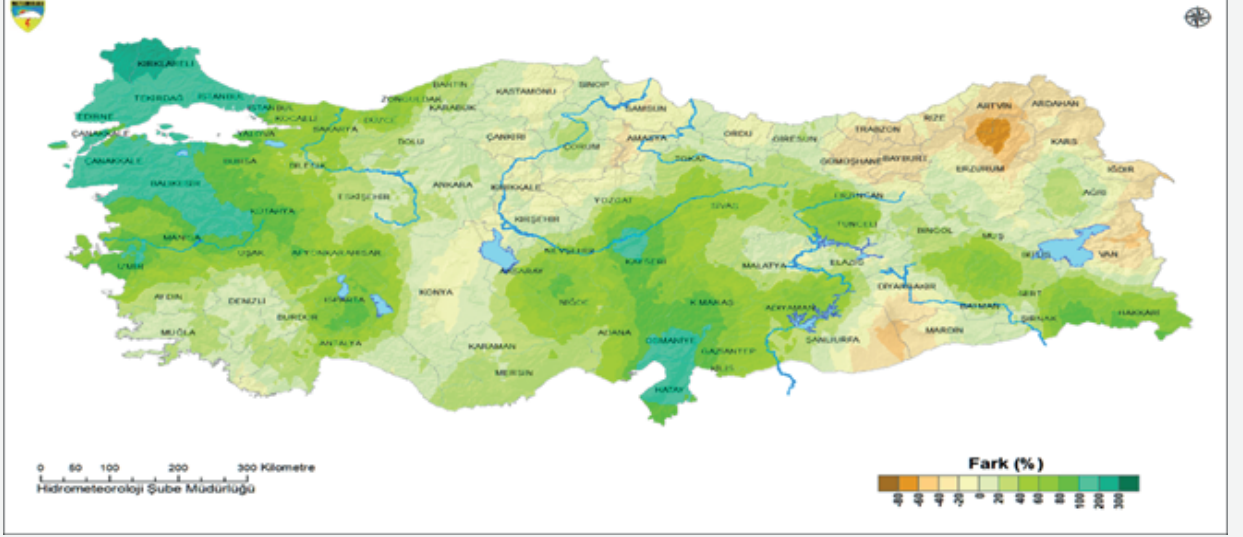 KIRKLARELİ
TEKİRDAĞ
İSTANBUL
İSTANBUL
EDİRNE
KOCAELİ
ÇANAKKALE
YALOVA
SAKARYA
DÜZCE
ZONGULDAK
BARTIN
KARABÜK
KASTAMONU
SİNOP
SAMSUN
ÇANAKKALE
BURSA
BİLECİK
BOLU
ÇANKIRI
ÇORUM
AMASYA
ORDU
GİRESUN
TRABZON
RİZE
ARTVİN
ARDAHAN
KARS
GÜMÜŞHANE
BAYBURT
ERZURUM
IĞDIR
AĞRI
BALIKESİR
KÜTAHYA
ESKİŞEHİR
ANKARA
KIRIKKALE
YOZGAT
TOKAT
SİVAS
ERZİNCAN
TUNCELİ
BİNGÖL
MUŞ
BİTLİS
VAN
MANİSA
UŞAK
AFYONKARAHİSAR
KIRŞEHİR
NEVŞEHİR
KAYSERİ
MALATYA
ELAZIĞ
DİYARBAKIR
BATMAN
SİİRT
ŞIRNAK
HAKKARİ
İZMİR
AYDIN
DENİZLİ
ISPARTA
BURDUR
KONYA
AKSARAY
NİĞDE
K.MARAŞ
ADIYAMAN
MARDİN
ŞANLIURFA
MUĞLA
ANTALYA
KARAMAN
MERSİN
ADANA
OSMANİYE
GAZİANTEP
KİLİS
HATAY
0 50 100 200 300 Kilometre
Hidrometeoroloji Şube Müdürlüğü
Fark (%)
-80 -60 -40 -20 0 20 40 60 80 100 200 300